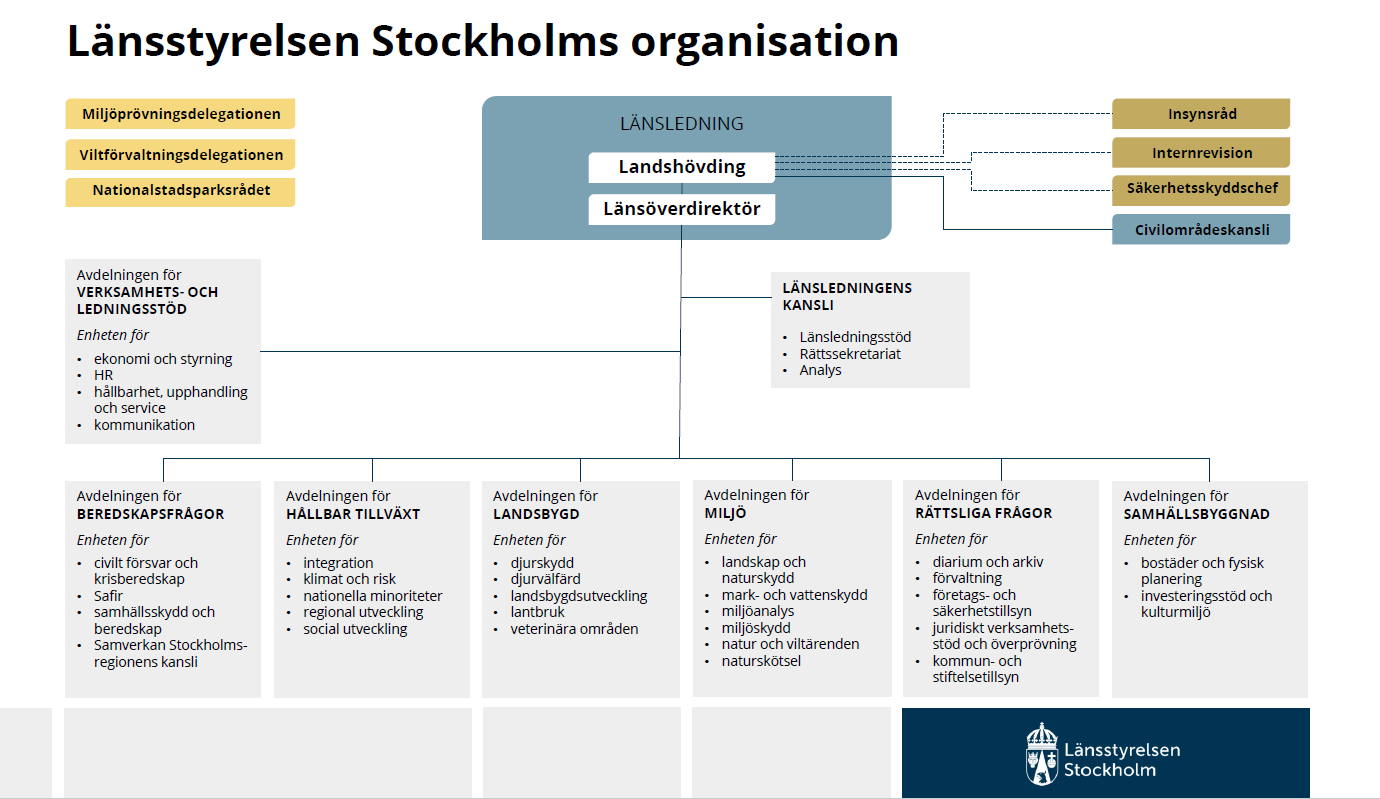 Länsstyrelsen Stockholms organisation
Miljöprövningsdelegationen
Viltförvaltningsdelegationen
Nationalstadsparksrådet
LÄNSLEDNING
Landshövding
Länsöverdirektör
Insynsråd
Internrevision
Säkerhetsskyddschef
Civilområdeskansli
Avdelningen för
VERKSAMHETS- OCH
LEDNINGSSTÖD
Enheten för
• ekonomi och styrning
• HR
• hållbarhet, upphandling
och service
• kommunikation
LÄNSLEDNINGENS
KANSLI
• Länsledningsstöd
• Rättssekretariat
• Analys
Avdelningen för
BEREDSKAPSFRÅGOR
Enheten för
• civilt försvar och
krisberedskap
• Safir
• samhällsskydd och
beredskap
• Samverkan Stockholms-
regionens kansli
Avdelningen för
HÅLLBAR TILLVÄXT
Enheten för
• integration
• klimat och risk
• nationella minoriteter
• regional utveckling
• social utveckling
Avdelningen för
LANDSBYGD
Enheten för
• djurskydd
• djurvälfärd
• landsbygdsutveckling
• lantbruk
• veterinära områden
Avdelningen för
MILJÖ
Enheten för
• landskap och
naturskydd
• mark- och vattenskydd
• miljöanalys
• miljöskydd
• natur och viltärenden
• naturskötsel
Avdelningen för
RÄTTSLIGA FRÅGOR
Enheten för
• diarium och arkiv
• förvaltning
• företags- och
säkerhetstillsyn
• juridiskt verksamhets-
stöd och överprövning
• kommun- och
stiftelsetillsyn
Avdelningen för
SAMHÄLLSBYGGNAD
Enheten för
• bostäder och fysisk
planering
• investeringsstöd och
kulturmiljö
Länsstyrelsen
Stockholm